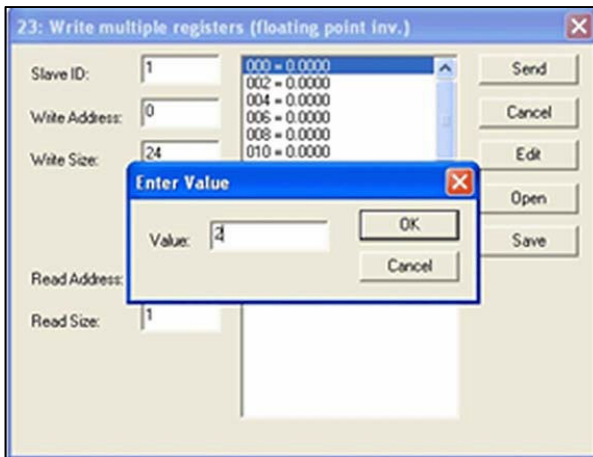 23: Write multiple registers (floating point inv.)
Slave ID: 1
000 = 0.0000
Send
002 = 0.0000
004 = 0.0000
Write Address: 0
006 = 0.0000
Cancel
008 = 0.0000
Write Size: 24
010 = 0.0000
Edit
Enter Value
Open
Value: 2
OK
Save
Cancel
Read Address:
Read Size: 1